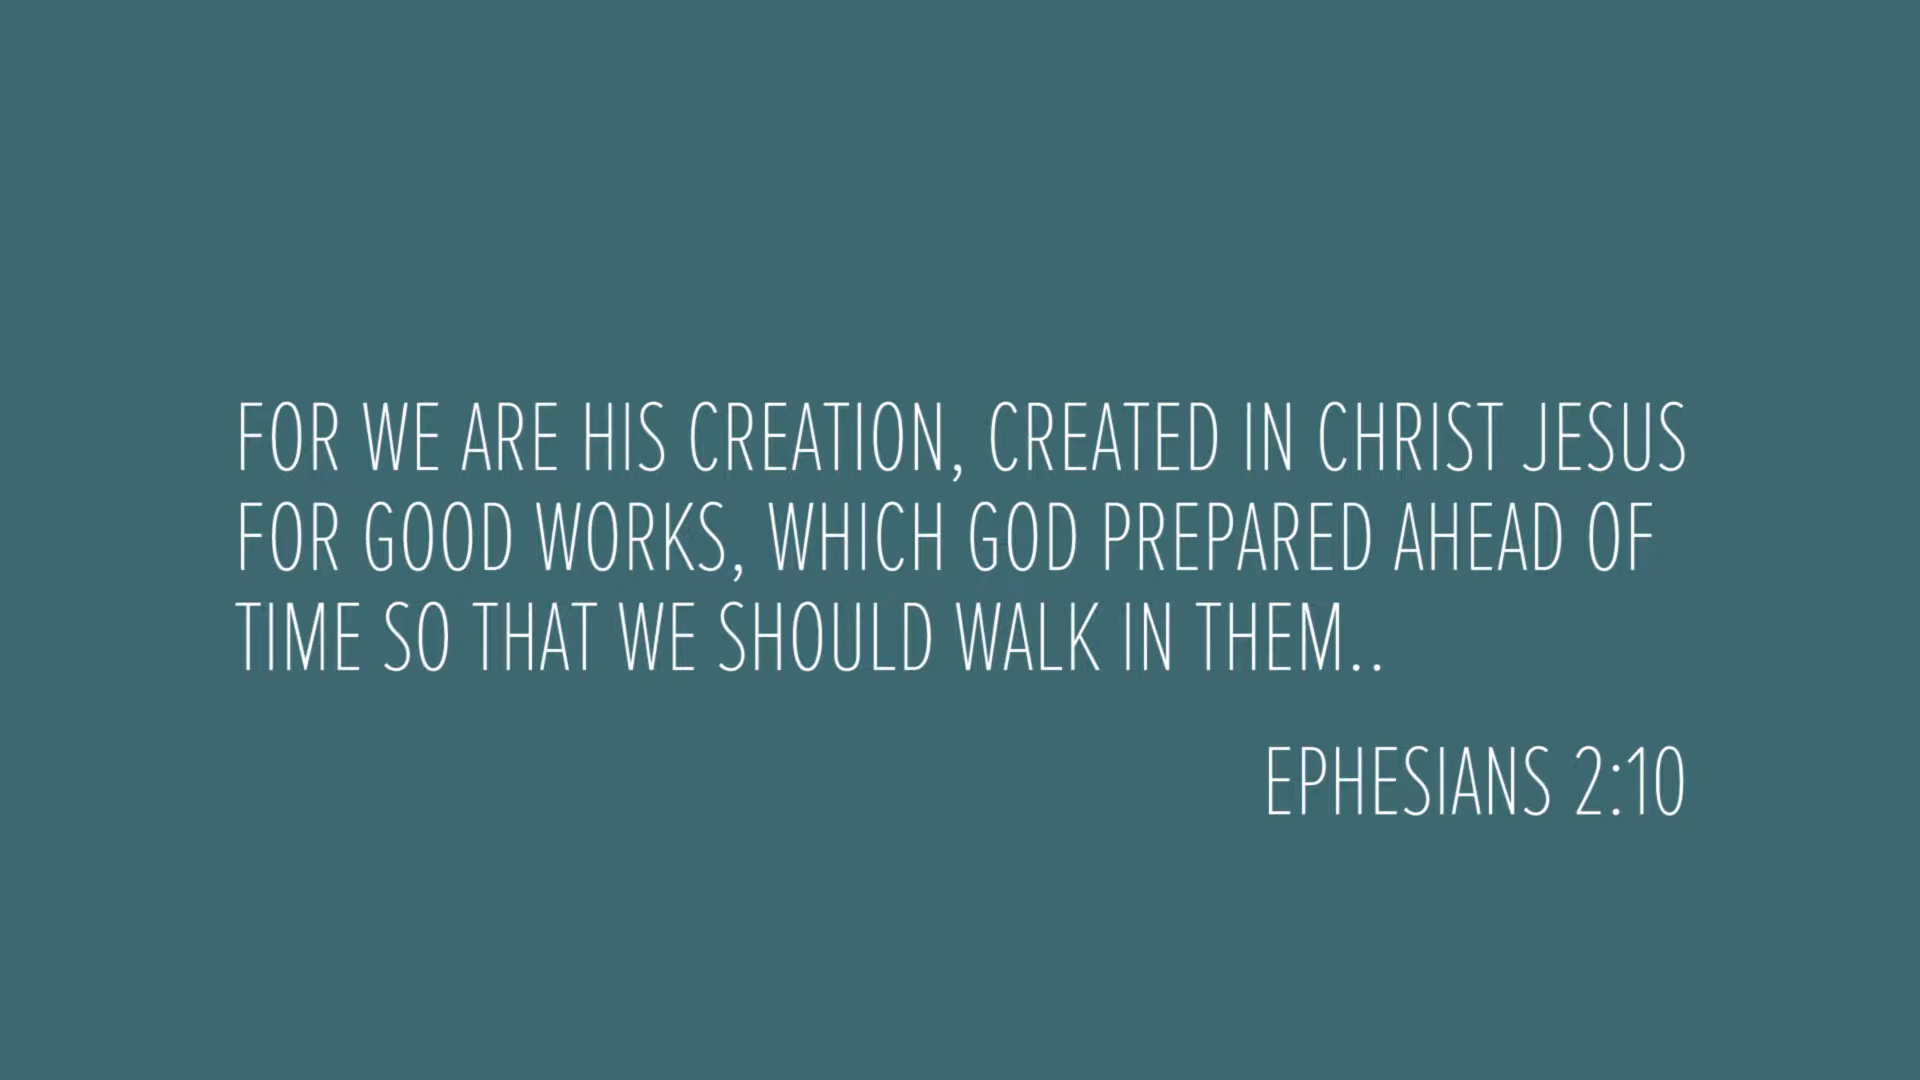 FOR WE ARE HIS CREATION, CREATED IN CHRIST JESUS
FOR GOOD WORKS, WHICH GOD PREPARED AHEAD OF
TIME SO THAT WE SHOULD WALK IN THEM..
EPHESIANS 2:10